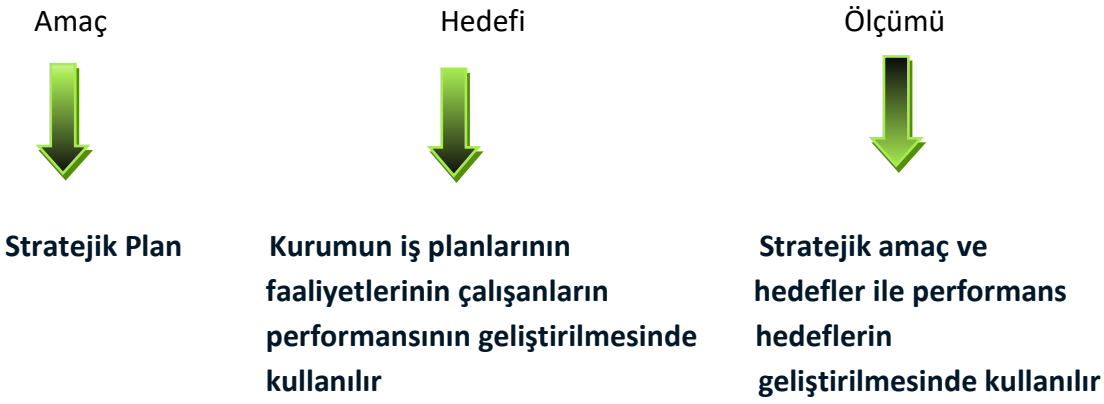 Amaç
Hedefi
Ölçümü
Stratejik Plan
Kurumun iş planlarının
faaliyetlerinin çalışanların
performansının geliştirilmesinde
kullanılır
Stratejik amaç ve
hedefler ile performans
hedeflerin
geliştirilmesinde kullanılır